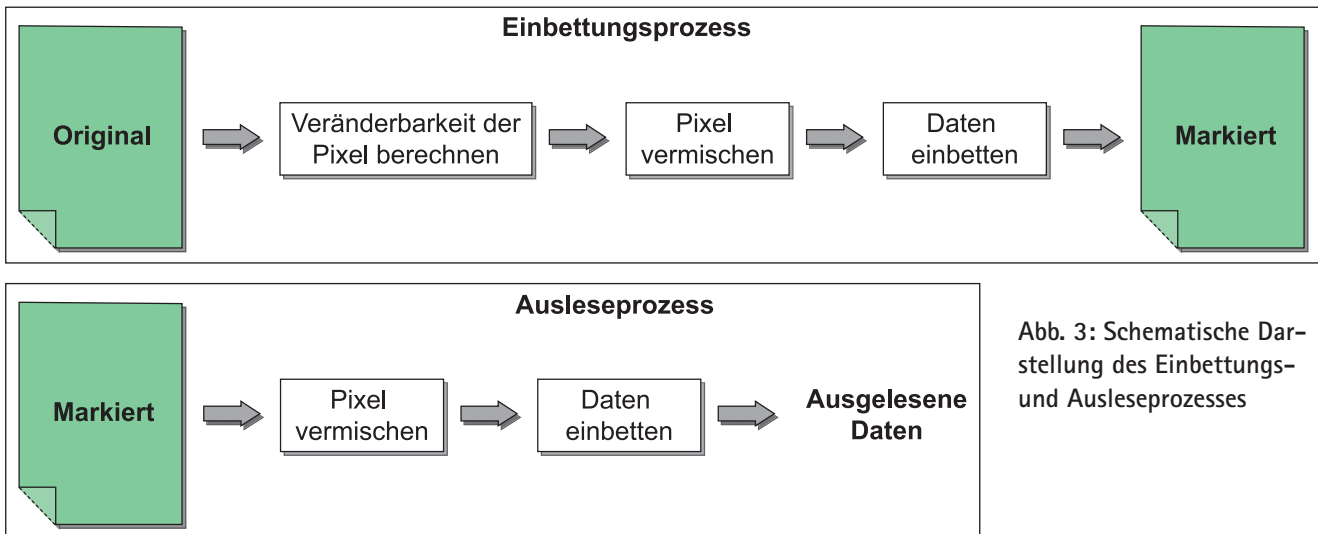 Einbettungsprozess
Original
Veränderbarkeit der
Pixel berechnen
Pixel
vermischen
Daten
einbetten
Markiert
Ausleseprozess
Markiert
Pixel
vermischen
Daten
einbetten
Ausgelesene
Daten
Abb. 3: Schematische Dar-
stellung des Einbettungs-
und Ausleseprozesses